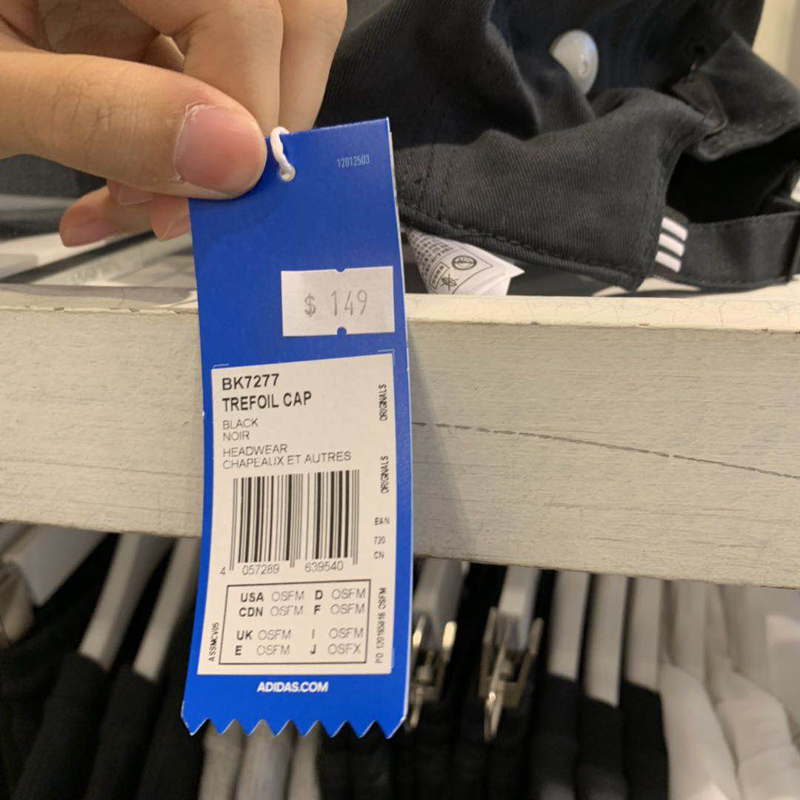 12012503
$ 149
BK7277
TREFOIL CAP
BLACK
NOIR
HEADWEAR
CHAPEAUX ET AUTRES
ORIGINALS
ORIGINALS
EAN
720
CN
4 057289 639540
USA OSFM D OSFM
CDN OSFM F OSFM
UK OSFM I OSFM
E OSFM J OSFX
ASSMCV05
ADIDAS.COM